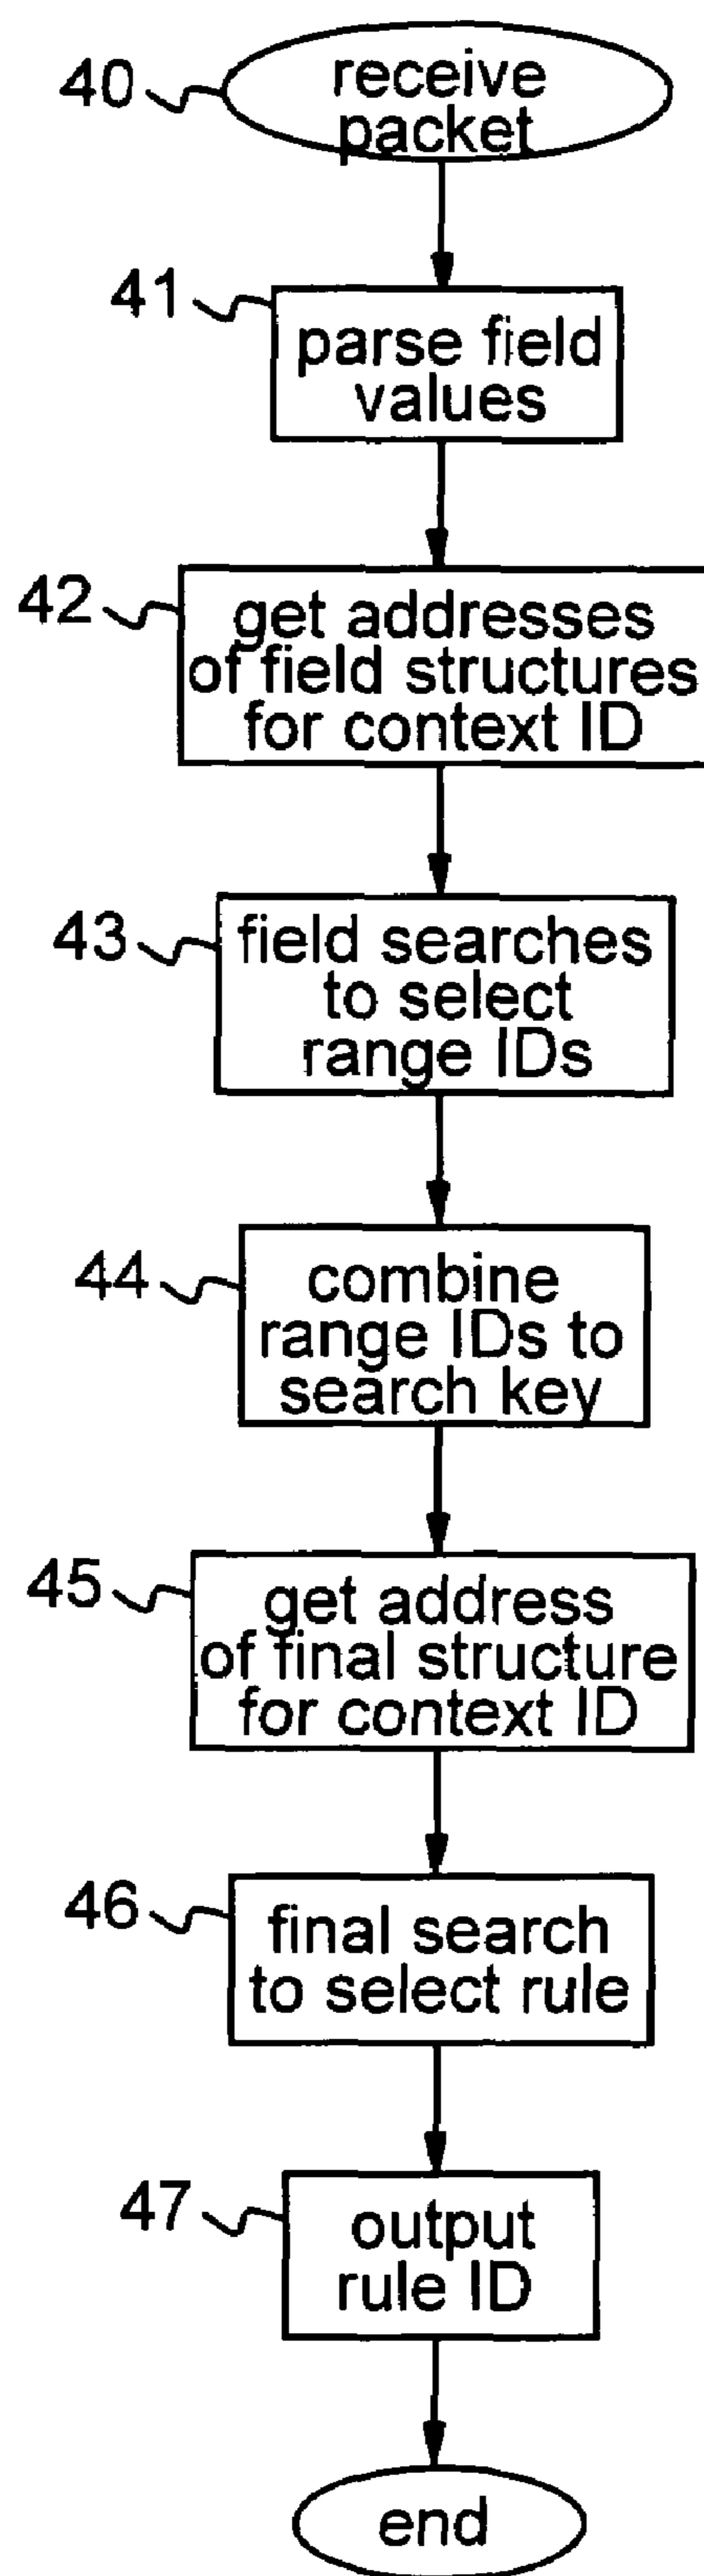 40
receive
packet
41
parse field
values
42
get addresses
of field structures
for context ID
43
field searches
to select
range IDs
44
combine
range IDs to
search key
45
get address
of final structure
for context ID
46
final search
to select rule
47
output
rule ID
end